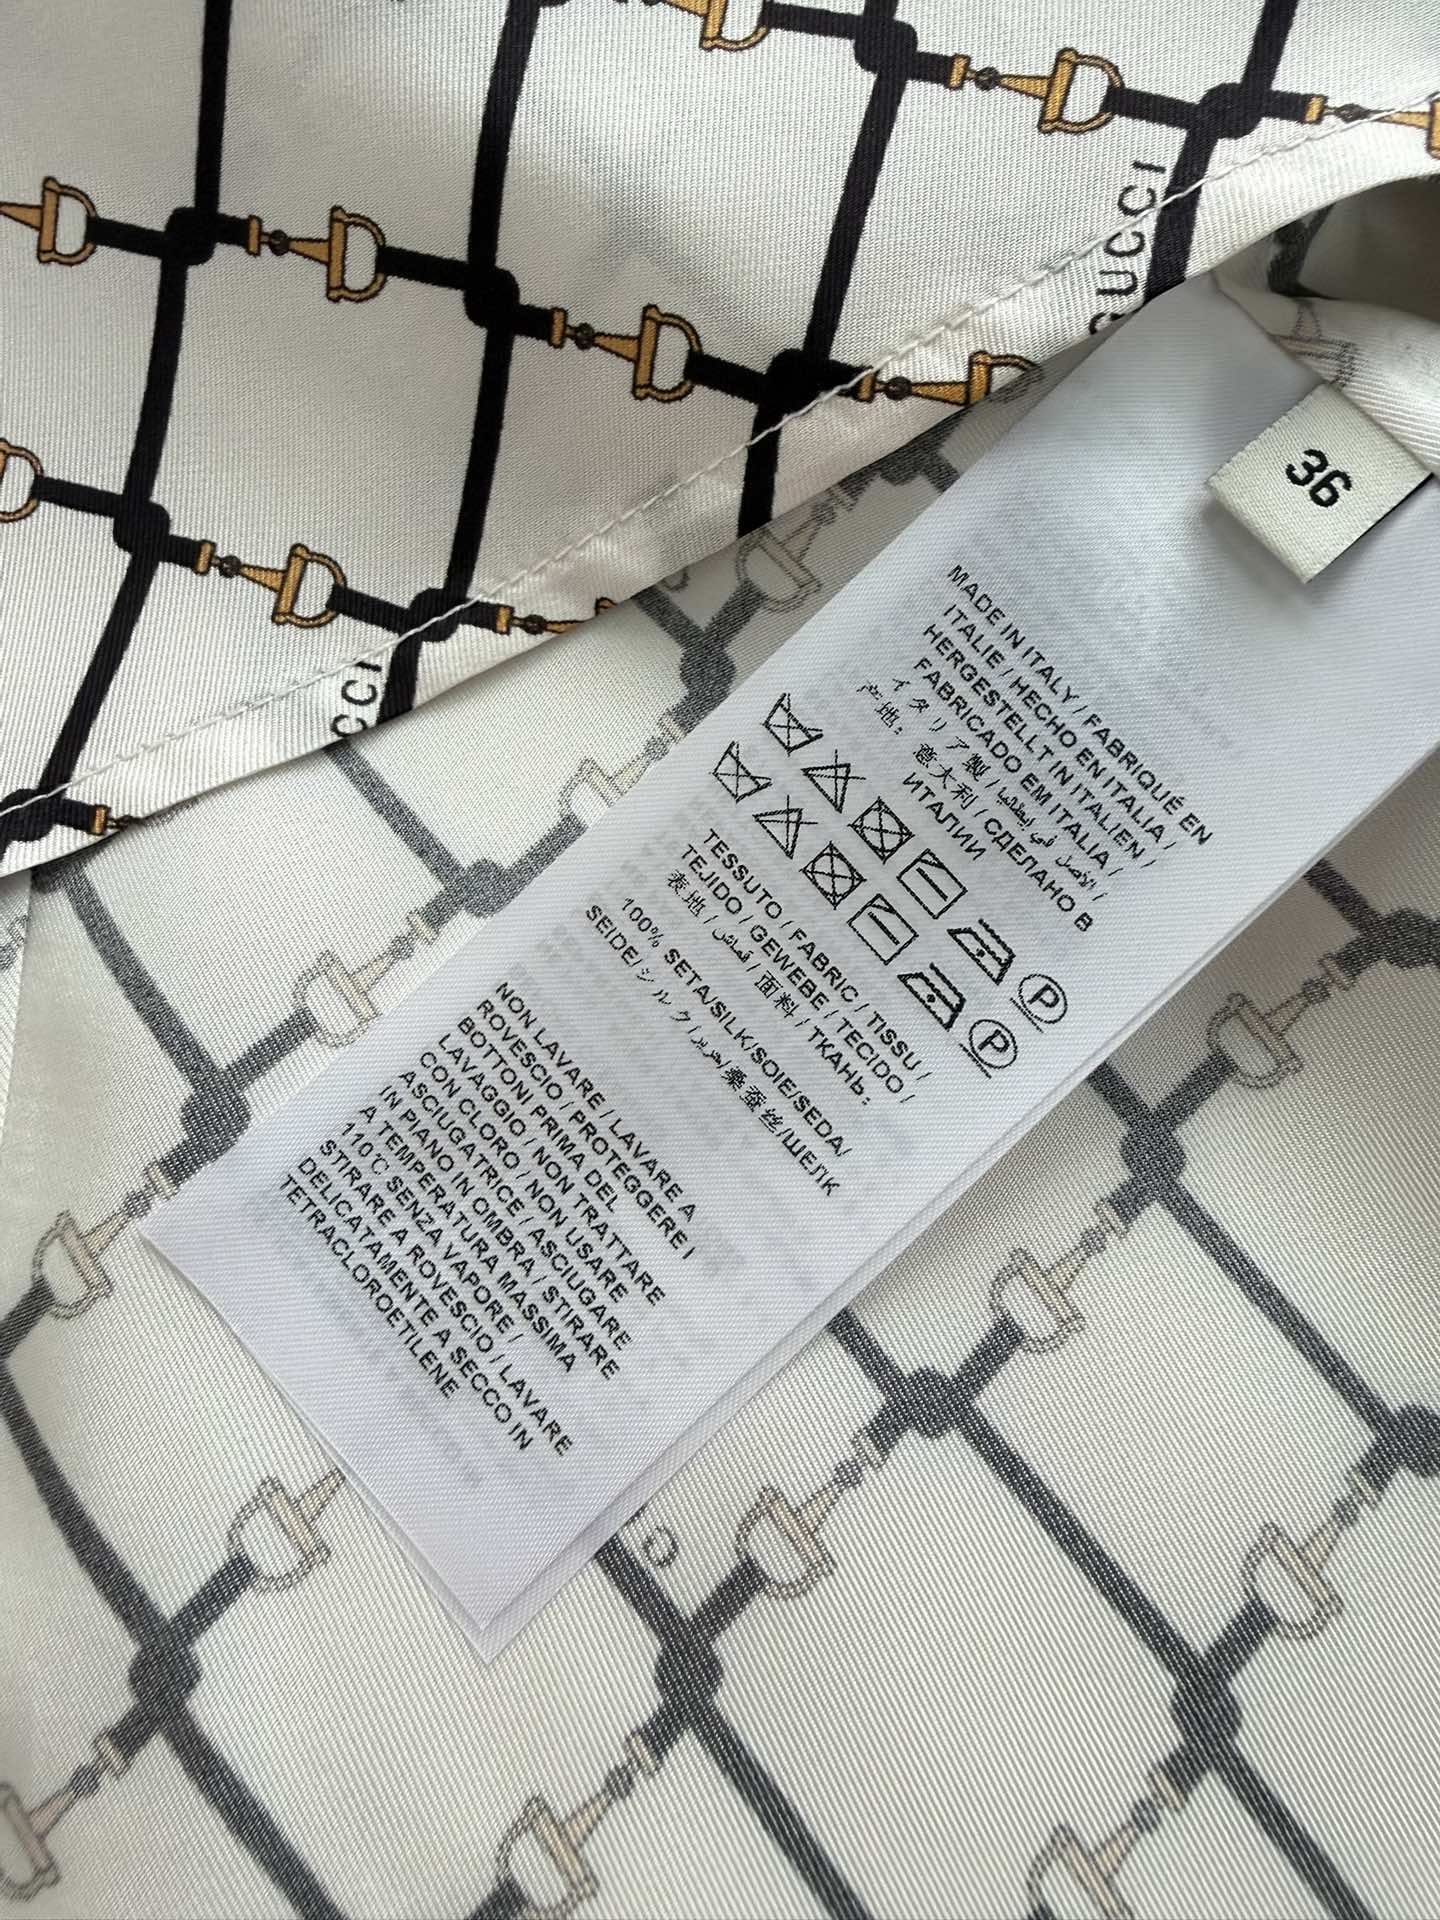 GUCCI
CCI
36
MADE IN ITALY / FABRIQUÉ EN
ITALIE / HECHO EN ITALIA /
HERGESTELLT IN ITALIEN /
FABRICADO EM ITALIA /
イタリア製 / الأصل في إيطاليا /
产地：意大利 / СДЕЛАНО В
ИТАЛИИ
P
P
TESSUTO / FABRIC / TISSU /
TEJIDO / GEWEBE / TECIDO /
表地 / قماش / 面料 / ТКАНЬ:
100% SETA/SILK/SOIE/SEDA/
SEIDE/シルク/حرير/桑蚕丝/ШЕЛК
NON LAVARE / LAVARE A
ROVESCIO / PROTEGGERE I
BOTTONI PRIMA DEL
LAVAGGIO / NON TRATTARE
CON CLORO / NON USARE
ASCIUGATRICE / ASCIUGARE
IN PIANO IN OMBRA / STIRARE
A TEMPERATURA MASSIMA
110℃ SENZA VAPORE /
STIRARE A ROVESCIO / LAVARE
DELICATAMENTE A SECCO IN
TETRACLOROETILENE